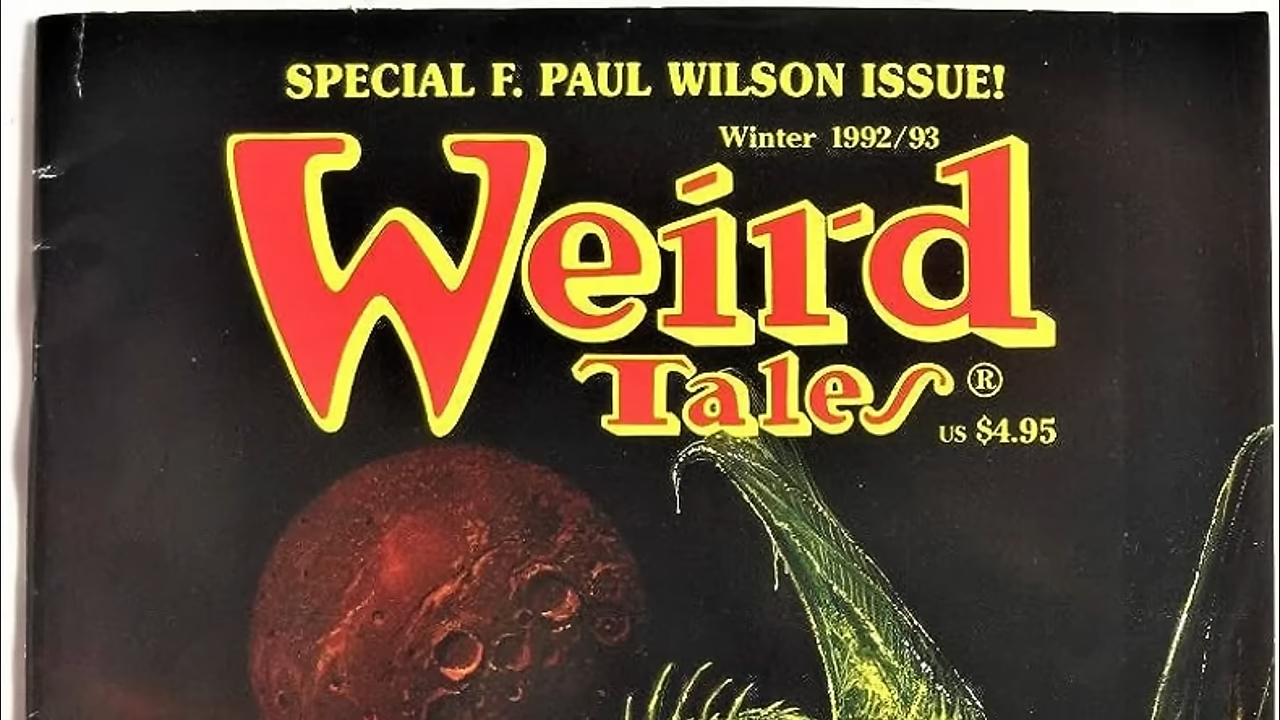 SPECIAL F. PAUL WILSON ISSUE!
Winter 1992/93
Weird
Tales®
US $4.95